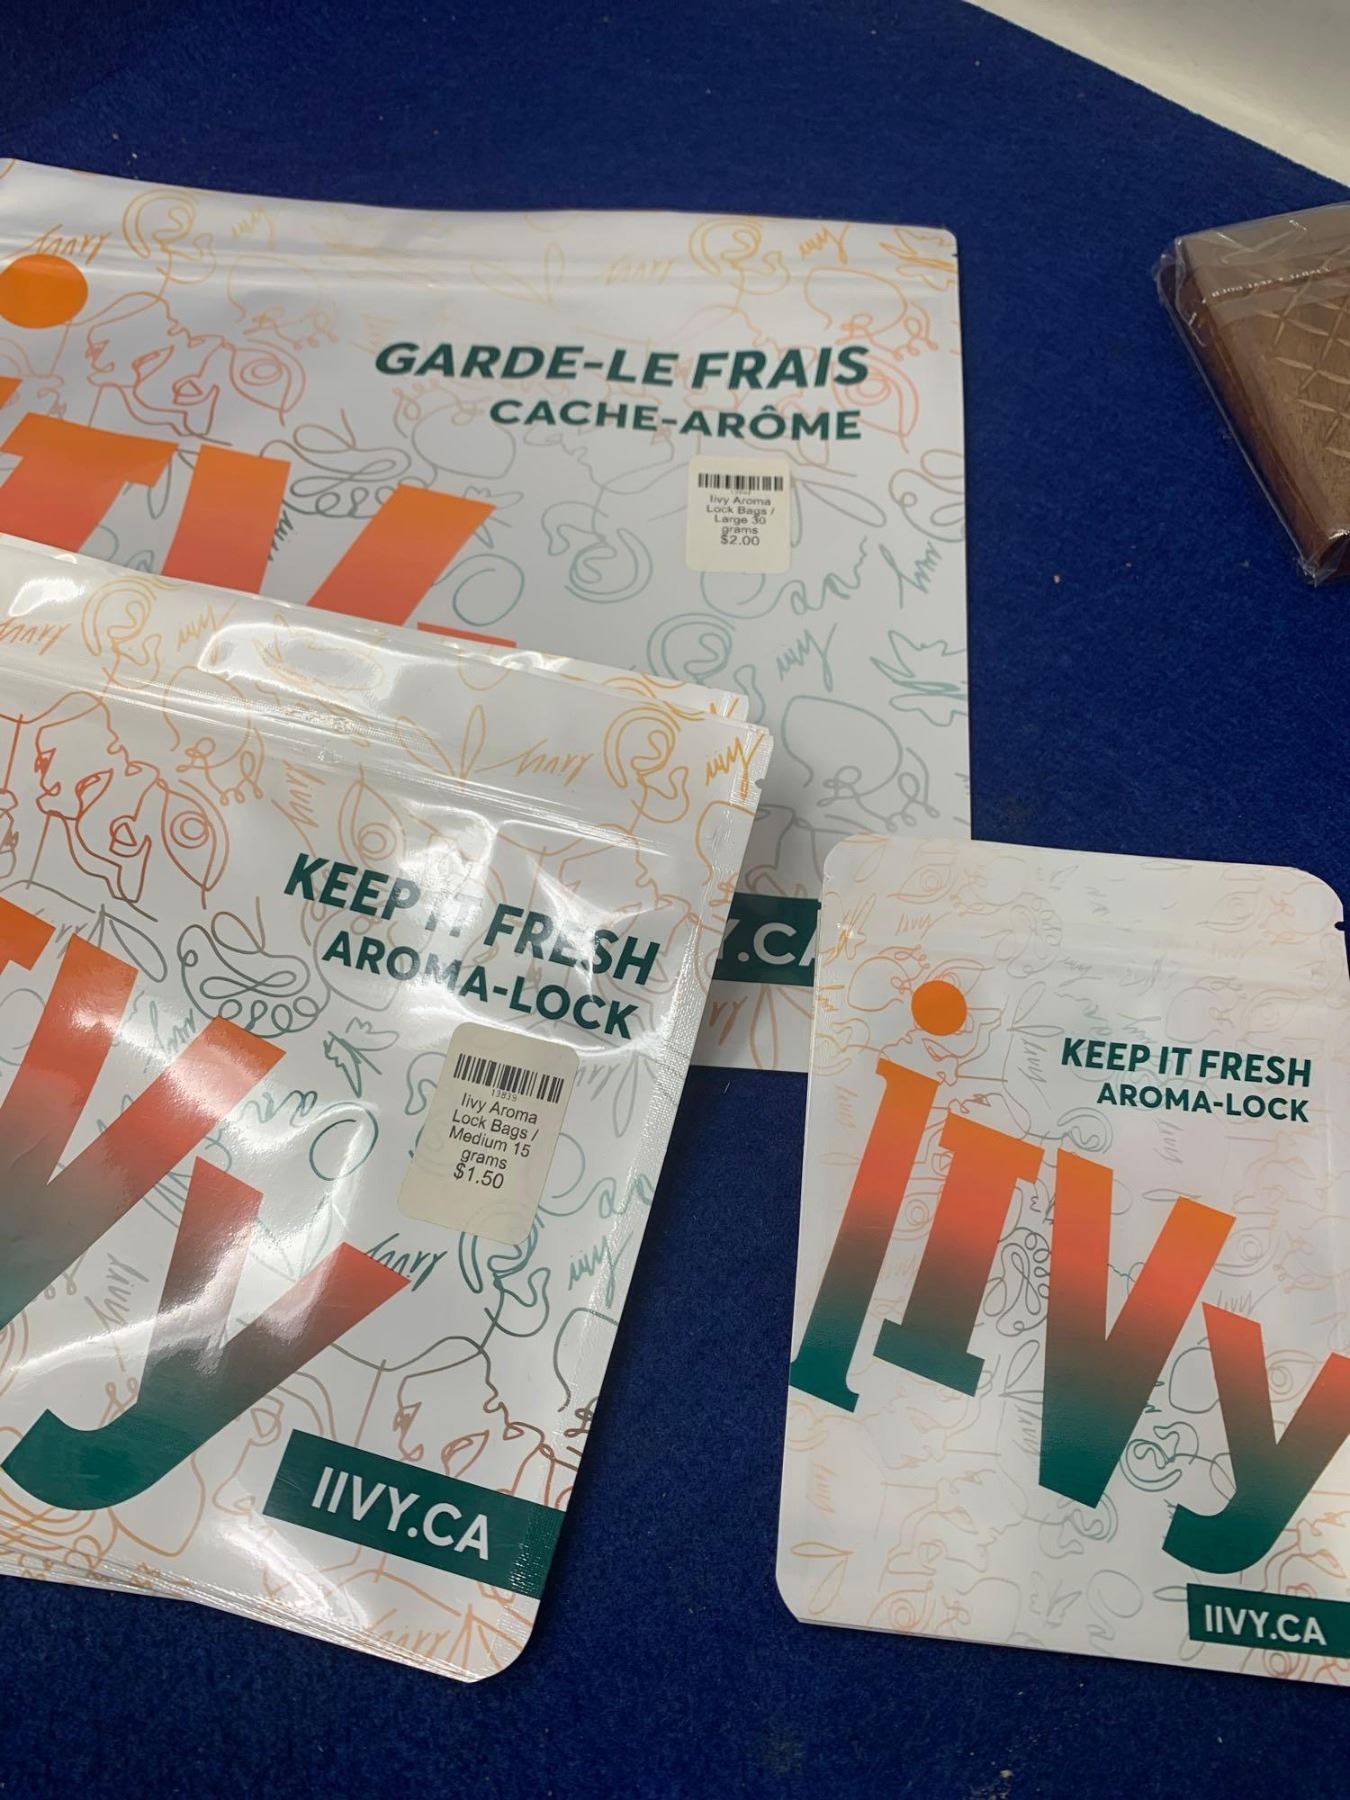 GARDE-LE FRAIS
CACHE-ARÔME
Iivy Aroma
Lock Bags /
Large 30
grams
$2.00
KEEP IT FRESH
AROMA-LOCK
13839
Iivy Aroma
Lock Bags /
Medium 15
grams
$1.50
IIVY.CA
Y.CA
KEEP IT FRESH
AROMA-LOCK
iivy
IIVY.CA